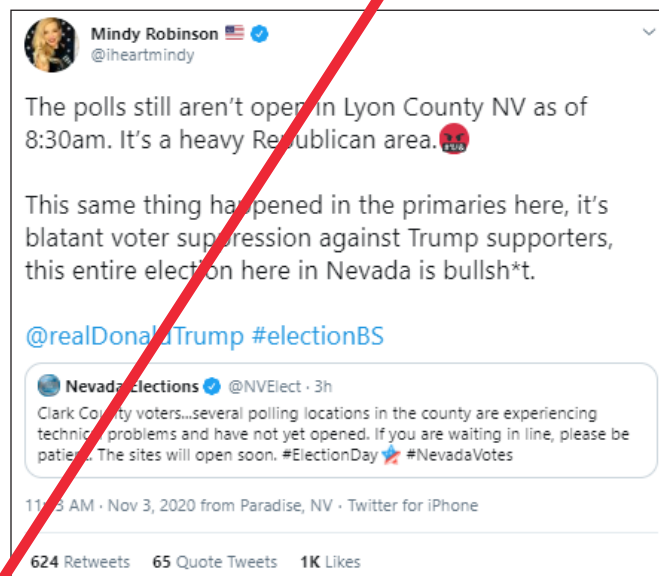 Mindy Robinson
@iheartmindy
The polls still aren't open in Lyon County NV as of
8:30am. It's a heavy Republican area.
This same thing happened in the primaries here, it's
blatant voter suppression against Trump supporters,
this entire election here in Nevada is bullsh*t.
@realDonaldTrump #electionBS
Nevada Elections @NVElect · 3h
Clark County voters...several polling locations in the county are experiencing
technical problems and have not yet opened. If you are waiting in line, please be
patient. The sites will open soon. #ElectionDay #NevadaVotes
AM · Nov 3, 2020 from Paradise, NV · Twitter for iPhone
624 Retweets 65 Quote Tweets 1K Likes